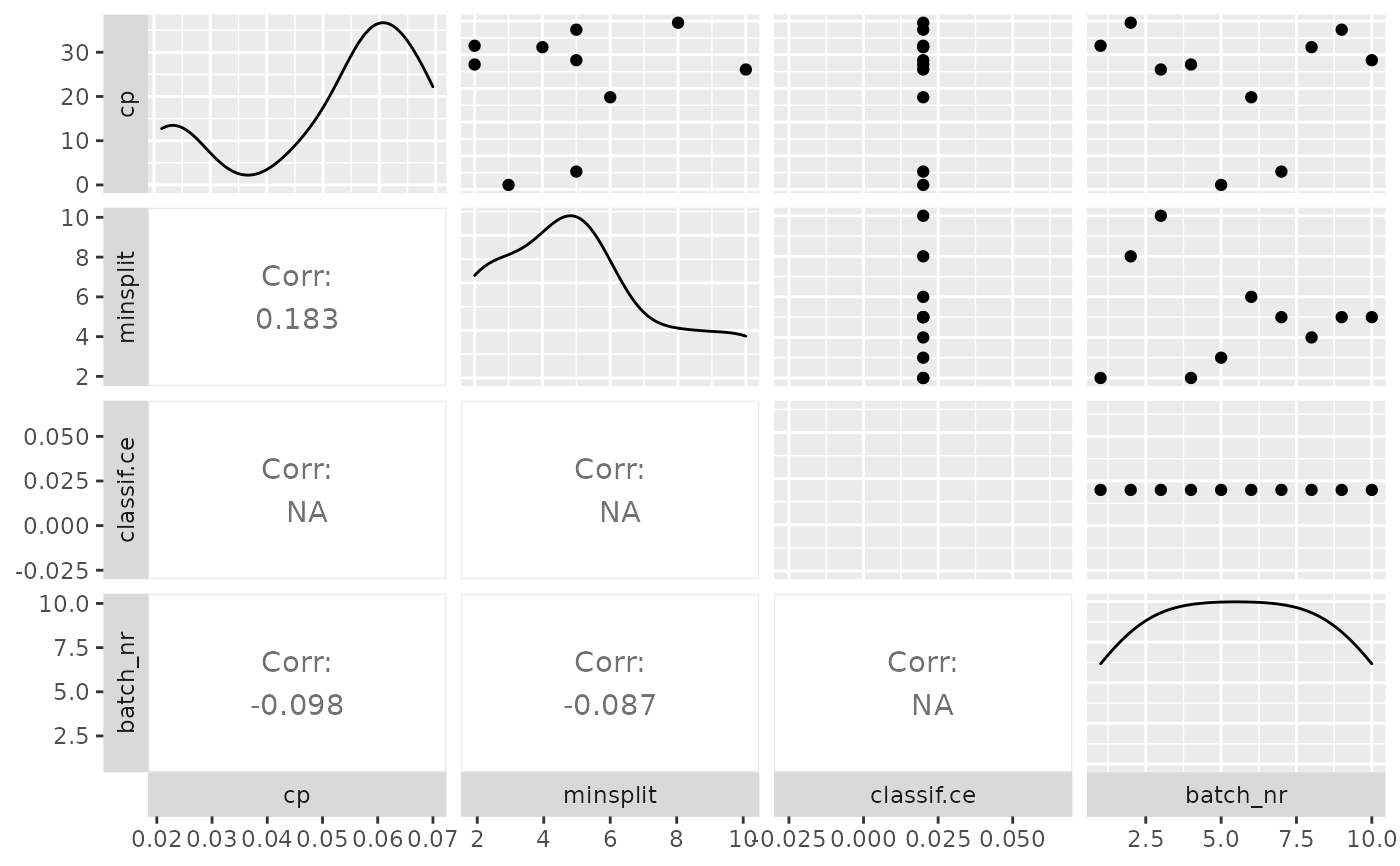 30
20
10
0
cp
10
8
6
4
2
minsplit
Corr:
0.183
0.050
0.025
0.000
-0.025
classif.ce
Corr:
NA
Corr:
NA
10.0
7.5
5.0
2.5
batch_nr
Corr:
-0.098
Corr:
-0.087
Corr:
NA
cp minsplit classif.ce batch_nr
0.02 0.03 0.04 0.05 0.06 0.07 2 4 6 8 10 -0.025 0.000 0.025 0.050 2.5 5.0 7.5 10.0